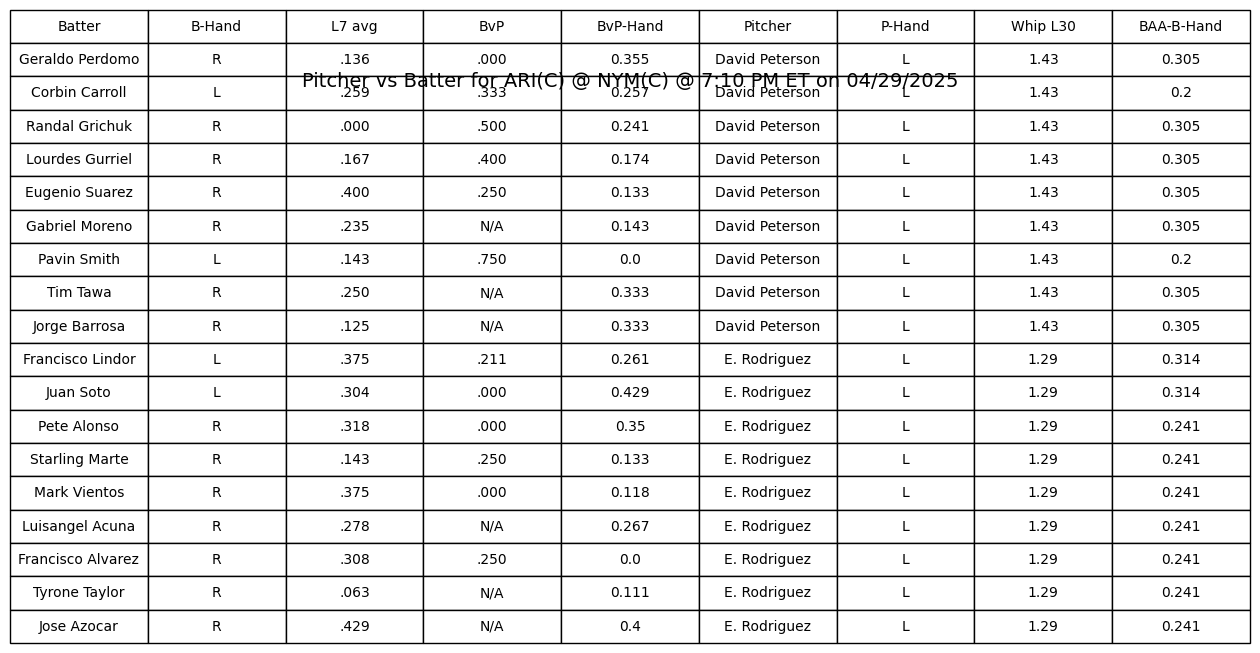 Batter B-Hand L7 avg BvP BvP-Hand Pitcher P-Hand Whip L30 BAA-B-Hand
Geraldo Perdomo R .136 .000 0.355 David Peterson L 1.43 0.305
Pitcher vs Batter for ARI(C) @ NYM(C) @ 7:10 PM ET on 04/29/2025
Corbin Carroll L .259 .333 0.257 David Peterson L 1.43 0.2
Randal Grichuk R .000 .500 0.241 David Peterson L 1.43 0.305
Lourdes Gurriel R .167 .400 0.174 David Peterson L 1.43 0.305
Eugenio Suarez R .400 .250 0.133 David Peterson L 1.43 0.305
Gabriel Moreno R .235 N/A 0.143 David Peterson L 1.43 0.305
Pavin Smith L .143 .750 0.0 David Peterson L 1.43 0.2
Tim Tawa R .250 N/A 0.333 David Peterson L 1.43 0.305
Jorge Barrosa R .125 N/A 0.333 David Peterson L 1.43 0.305
Francisco Lindor L .375 .211 0.261 E. Rodriguez L 1.29 0.314
Juan Soto L .304 .000 0.429 E. Rodriguez L 1.29 0.314
Pete Alonso R .318 .000 0.35 E. Rodriguez L 1.29 0.241
Starling Marte R .143 .250 0.133 E. Rodriguez L 1.29 0.241
Mark Vientos R .375 .000 0.118 E. Rodriguez L 1.29 0.241
Luisangel Acuna R .278 N/A 0.267 E. Rodriguez L 1.29 0.241
Francisco Alvarez R .308 .250 0.0 E. Rodriguez L 1.29 0.241
Tyrone Taylor R .063 N/A 0.111 E. Rodriguez L 1.29 0.241
Jose Azocar R .429 N/A 0.4 E. Rodriguez L 1.29 0.241